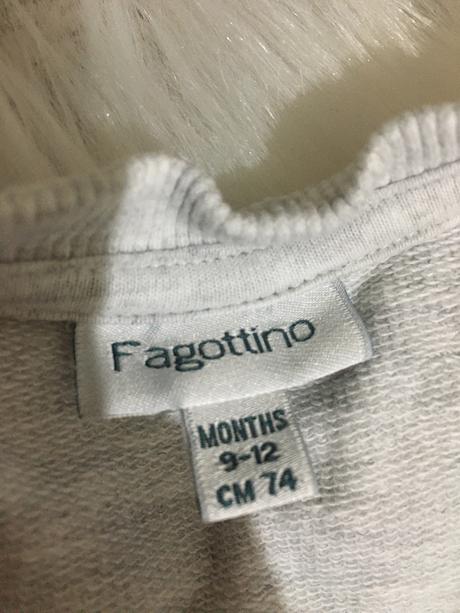 Fagottino
MONTHS
9-12
CM 74